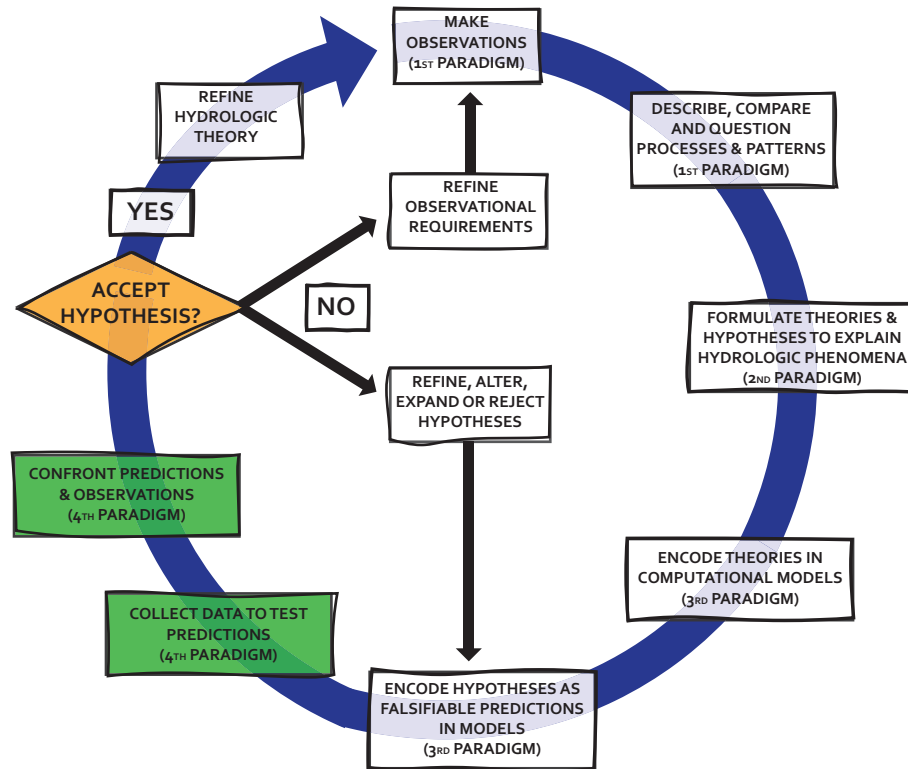 MAKE
OBSERVATIONS
(1ST PARADIGM)
DESCRIBE, COMPARE
AND QUESTION
PROCESSES & PATTERNS
(1ST PARADIGM)
FORMULATE THEORIES &
HYPOTHESES TO EXPLAIN
HYDROLOGIC PHENOMENA
(2ND PARADIGM)
ENCODE THEORIES IN
COMPUTATIONAL MODELS
(3RD PARADIGM)
ENCODE HYPOTHESES AS
FALSIFIABLE PREDICTIONS
IN MODELS
(3RD PARADIGM)
COLLECT DATA TO TEST
PREDICTIONS
(4TH PARADIGM)
CONFRONT PREDICTIONS
& OBSERVATIONS
(4TH PARADIGM)
ACCEPT
HYPOTHESIS?
YES
REFINE
HYDROLOGIC
THEORY
NO
REFINE
OBSERVATIONAL
REQUIREMENTS
REFINE, ALTER,
EXPAND OR REJECT
HYPOTHESES